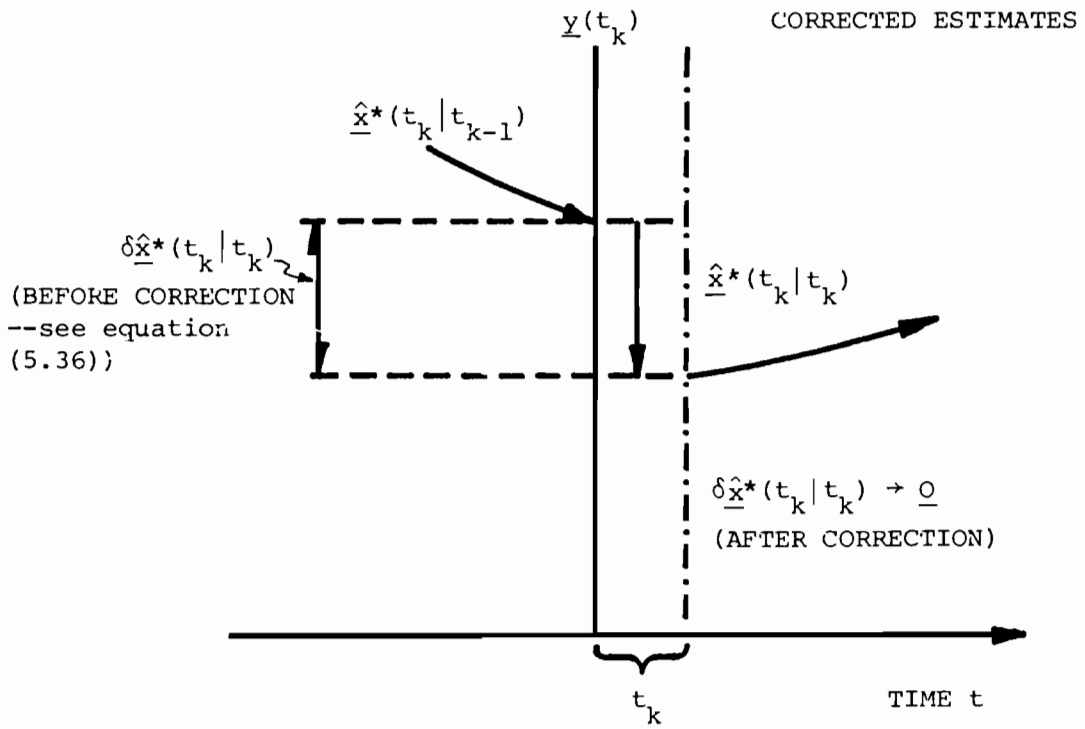 y(t_k)
CORRECTED ESTIMATES
x̂*(t_k|t_{k-1})
δx̂*(t_k|t_k)
(BEFORE CORRECTION
--see equation
(5.36))
x̂*(t_k|t_k)
δx̂*(t_k|t_k) → 0
(AFTER CORRECTION)
t_k
TIME t